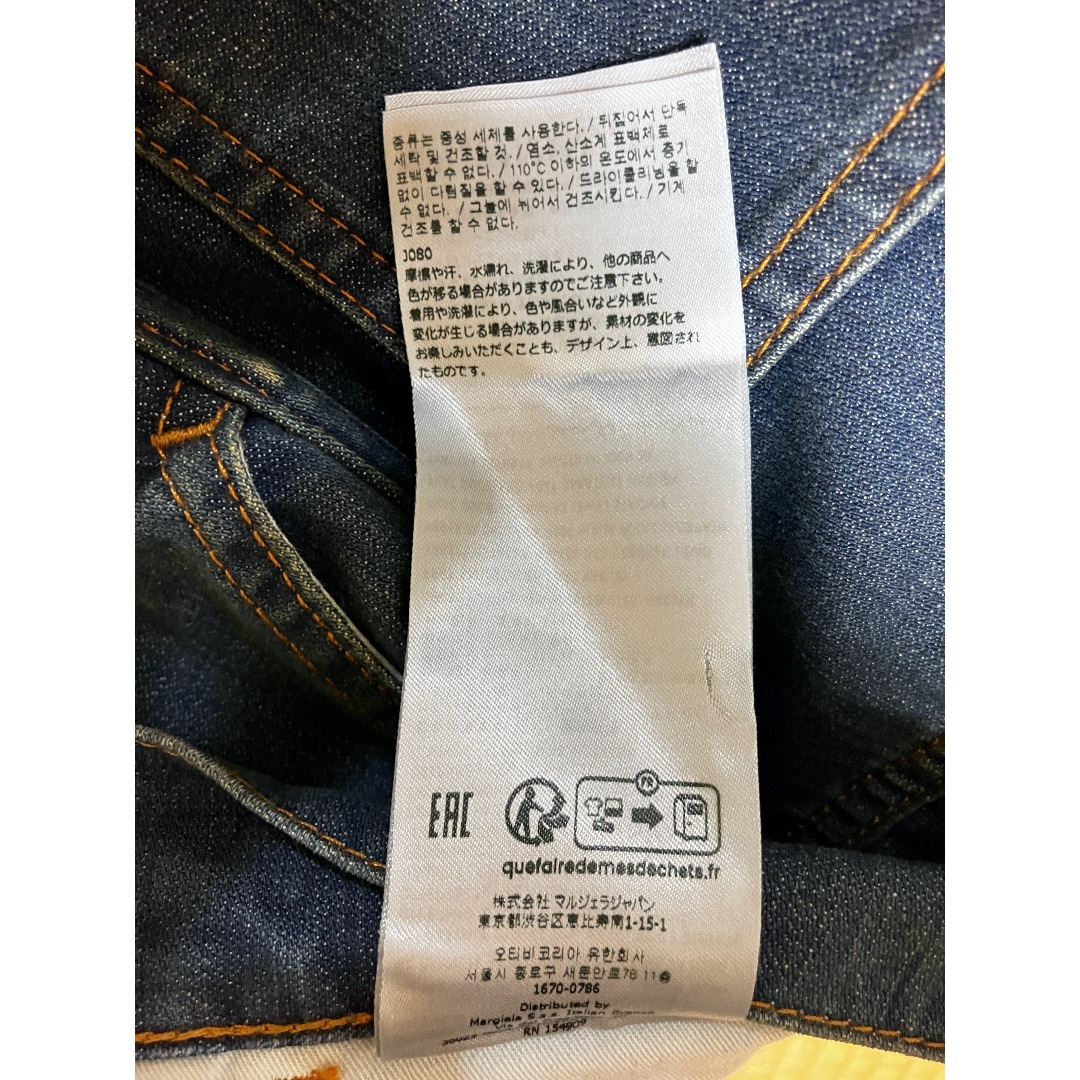 중류는 중성 세제를 사용한다. / 뒤집어서 단독
세탁 및 건조할 것. / 염소, 산소계 표백제로
표백할 수 없다. / 110°C 이하의 온도에서 증기
없이 다림질을 할 수 있다. / 드라이클리닝을 할
수 없다. / 그늘에 뉘어서 건조시킨다. / 기계
건조를 할 수 없다.
J080
摩擦や汗、水濡れ、洗濯により、他の商品へ
色が移る場合がありますのでご注意下さい。
着用や洗濯により、色や風合いなど外観に
変化が生じる場合がありますが、素材の変化を
お楽しみいただくことも、デザイン上、意図され
たものです。
EAC
FR
quefairedemesdechets.fr
株式会社 マルジェラジャパン
東京都渋谷区恵比寿南1-15-1
오티비코리아 유한회사
서울시 종로구 새문안로76 11층
1670-0786
Distributed by
Margiela S.a.s. Italian Branch
RN 154909